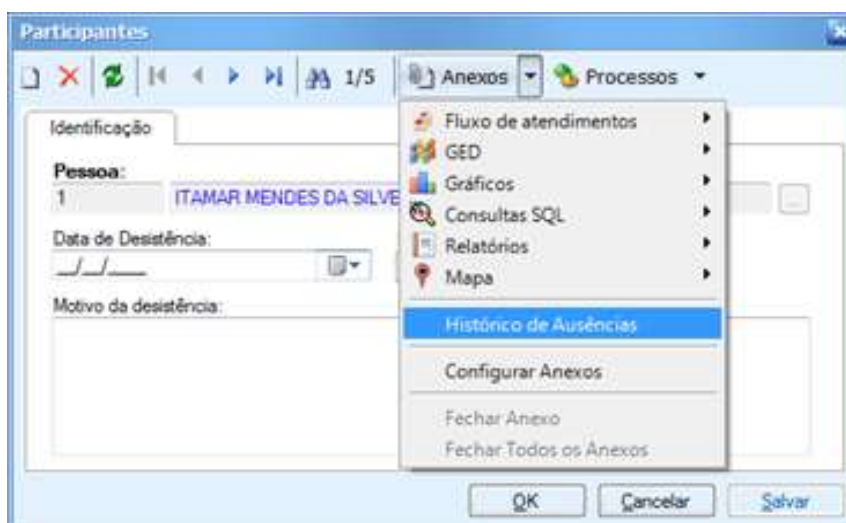 Participantes
1/5 Anexos Processos
Identificação
Pessoa:
1 ITAMAR MENDES DA SILVE
Data de Desistência:
__/__/____
Motivo da desistência:
Fluxo de atendimentos
GED
Gráficos
Consultas SQL
Relatórios
Mapa
Histórico de Ausências
Configurar Anexos
Fechar Anexo
Fechar Todos os Anexos
OK Cancelar Salvar